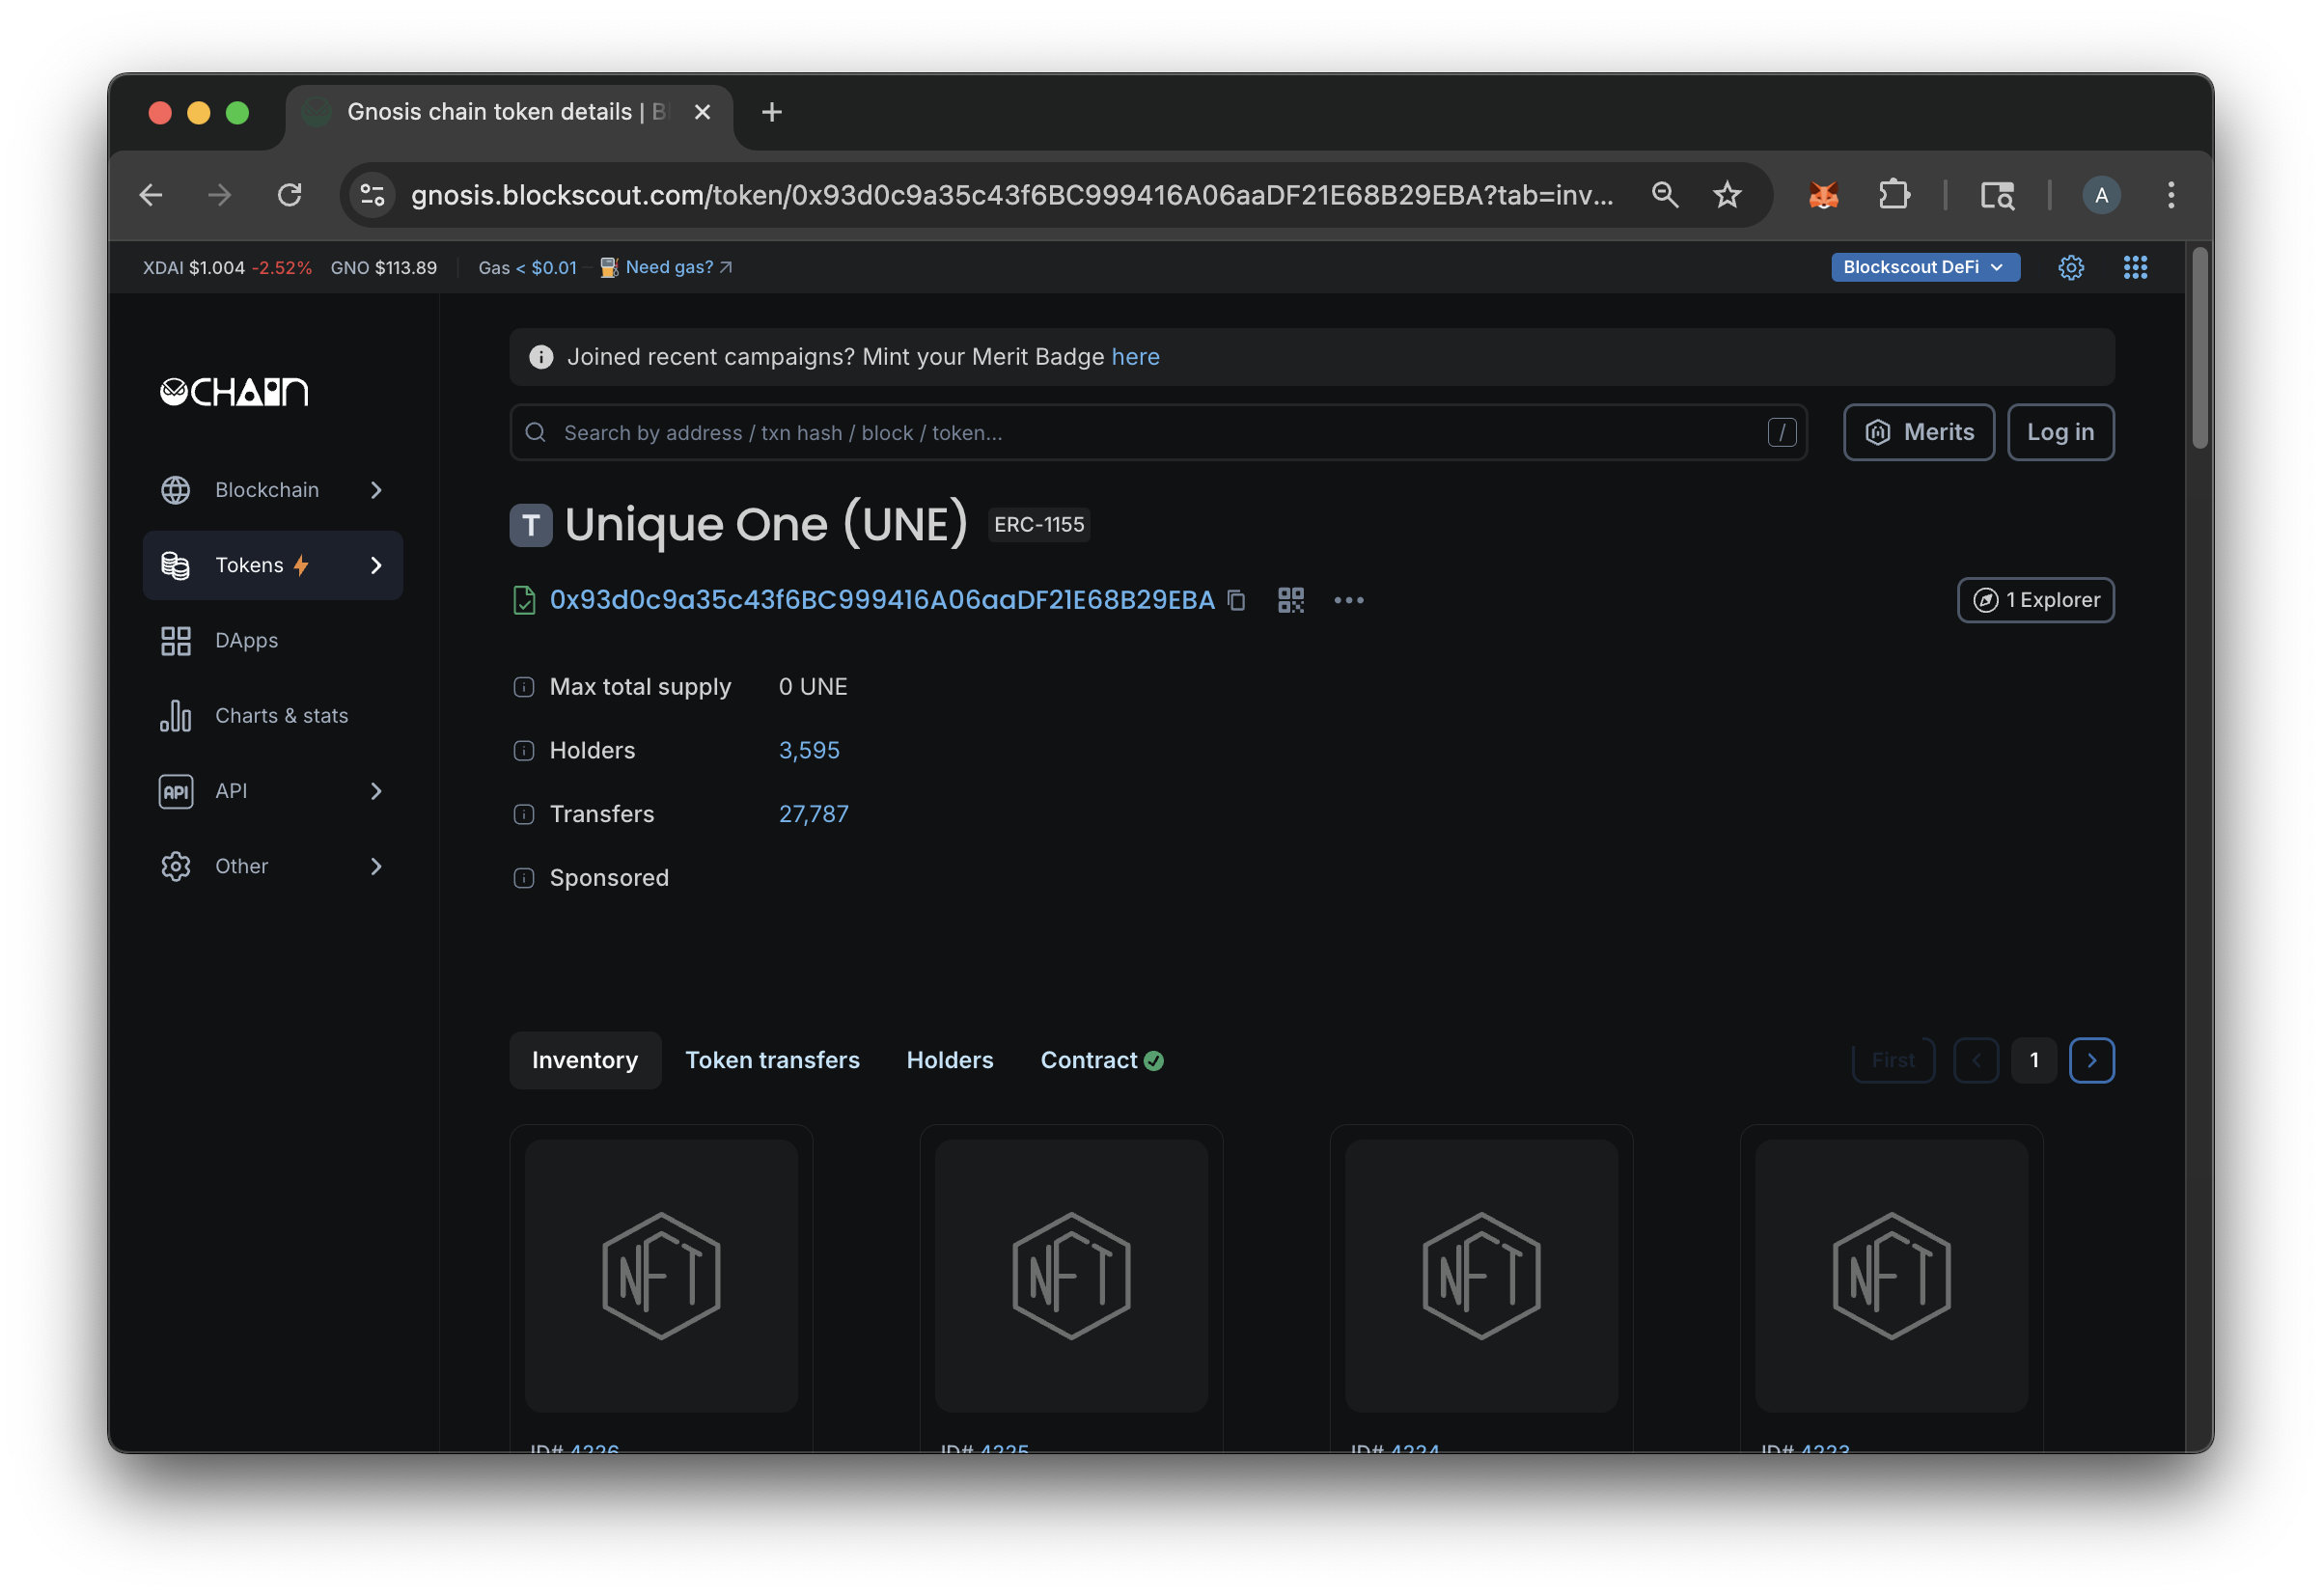 Gnosis chain token details | B
gnosis.blockscout.com/token/0x93d0c9a35c43f6BC999416A06aaDF21E68B29EBA?tab=inv...
A
XDAI $1.004 -2.52% GNO $113.89 Gas < $0.01 Need gas? Blockscout DeFi
Joined recent campaigns? Mint your Merit Badge here
CHAIN
Search by address / txn hash / block / token... / Merits Log in
Blockchain
Tokens
DApps
Charts & stats
API API
Other
T Unique One (UNE) ERC-1155
0x93d0c9a35c43f6BC999416A06aaDF21E68B29EBA 1 Explorer
Max total supply 0 UNE
Holders 3,595
Transfers 27,787
Sponsored
Inventory Token transfers Holders Contract First 1
NFT NFT NFT NFT
ID# 4226 ID# 4225 ID# 4224 ID# 4223